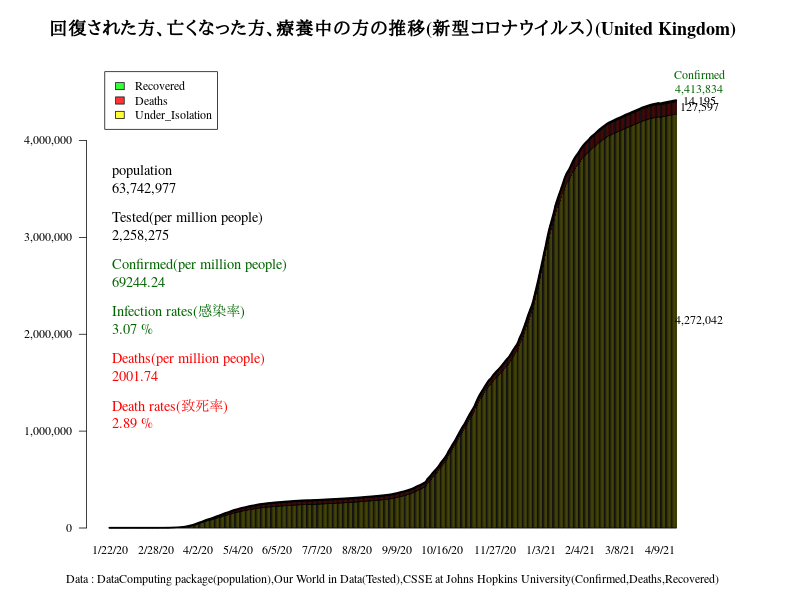 回復された方、亡くなった方、療養中の方の推移(新型コロナウイルス)(United Kingdom)
Recovered
Deaths
Under_Isolation
Confirmed
4,413,834
14,195
127,597
4,272,042
population
63,742,977
Tested(per million people)
2,258,275
Confirmed(per million people)
69244.24
Infection rates(感染率)
3.07 %
Deaths(per million people)
2001.74
Death rates(致死率)
2.89 %
4,000,000
3,000,000
2,000,000
1,000,000
0
1/22/20 2/28/20 4/2/20 5/4/20 6/5/20 7/7/20 8/8/20 9/9/20 10/16/20 11/27/20 1/3/21 2/4/21 3/8/21 4/9/21
Data : DataComputing package(population),Our World in Data(Tested),CSSE at Johns Hopkins University(Confirmed,Deaths,Recovered)